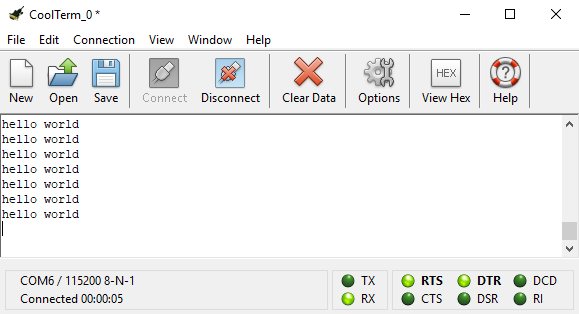 CoolTerm_0 *
File Edit Connection View Window Help
HEX
New Open Save Connect Disconnect Clear Data Options View Hex Help
hello world
hello world
hello world
hello world
hello world
hello world
hello world
COM6 / 115200 8-N-1 TX RTS DTR DCD
Connected 00:00:05 RX CTS DSR RI